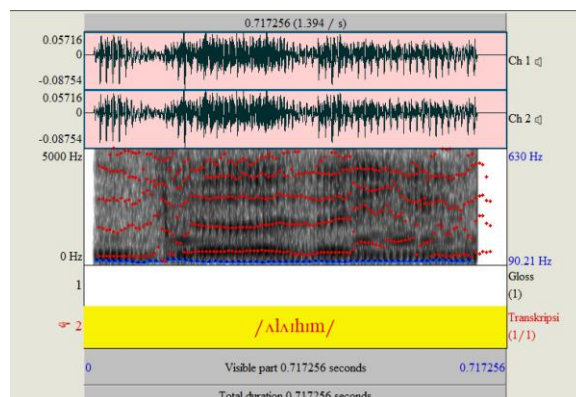 0.717256 (1.394 / s)
0.05716
0
-0.08754
Ch 1
0.05716
0
-0.08754
Ch 2
5000 Hz
630 Hz
0 Hz
90.21 Hz
1
Gloss
(1)
2
/ʌlʌıhım/
Transkripsi
(1/1)
0
Visible part 0.717256 seconds
0.717256
Total duration 0.717256 seconds